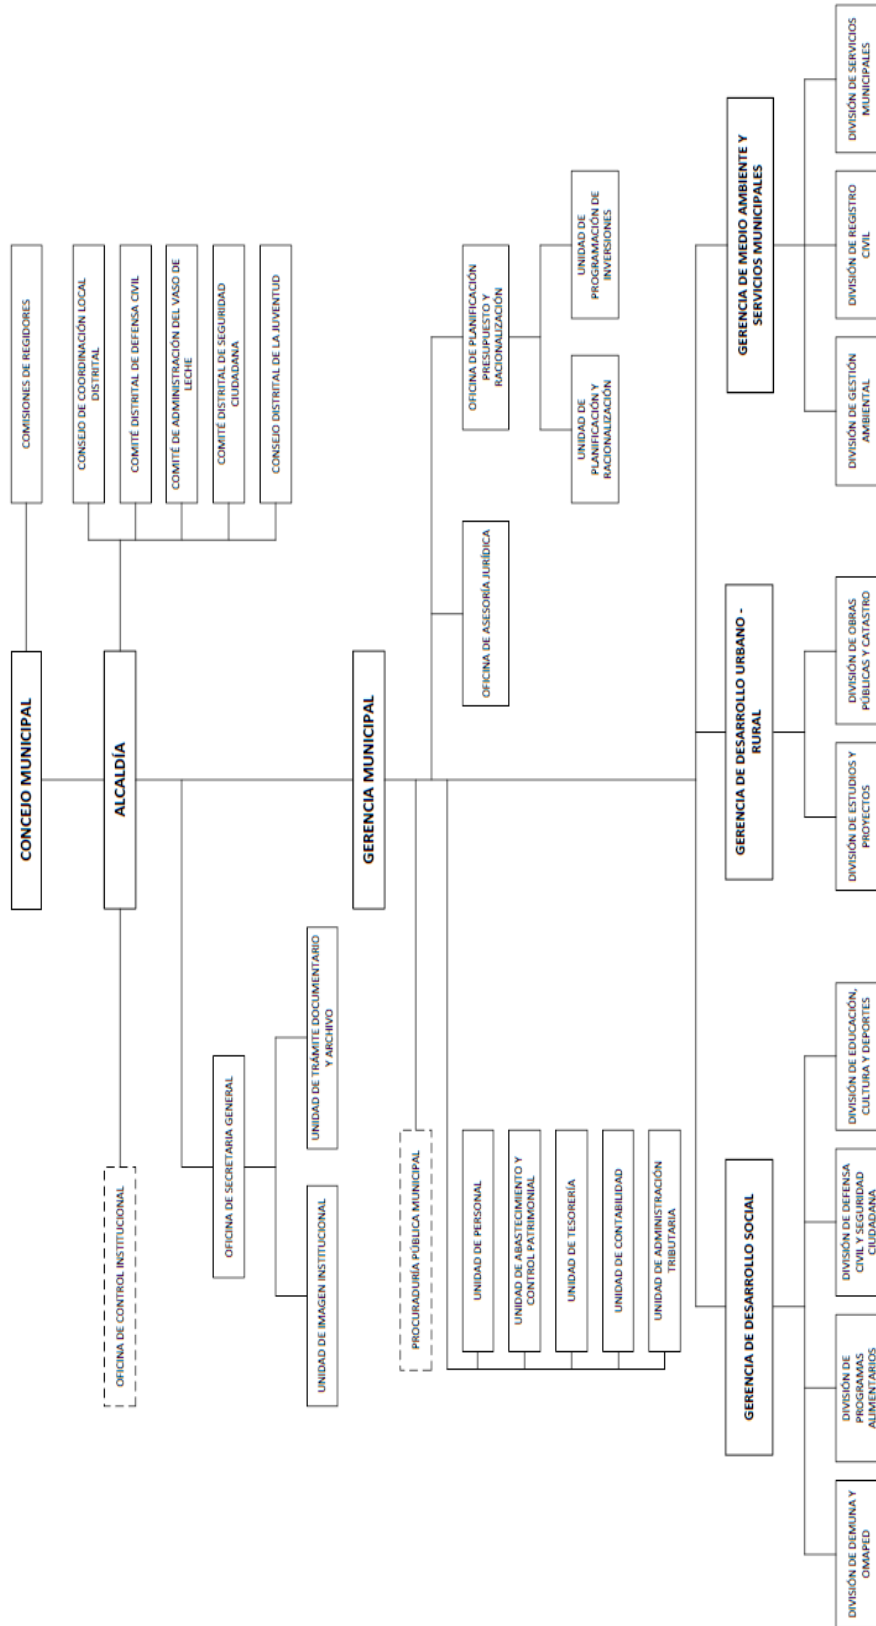 CONCEJO MUNICIPAL
COMISIONES DE REGIDORES
ALCALDÍA
OFICINA DE CONTROL INSTITUCIONAL
CONSEJO DE COORDINACIÓN LOCAL
DISTRITAL
COMITÉ DISTRITAL DE DEFENSA CIVIL
COMITÉ DE ADMINISTRACIÓN DEL VASO DE
LECHE
COMITÉ DISTRITAL DE SEGURIDAD
CIUDADANA
CONSEJO DISTRITAL DE LA JUVENTUD
OFICINA DE SECRETARIA GENERAL
UNIDAD DE IMAGEN INSTITUCIONAL
UNIDAD DE TRÁMITE DOCUMENTARIO
Y ARCHIVO
GERENCIA MUNICIPAL
PROCURADURÍA PÚBLICA MUNICIPAL
OFICINA DE ASESORÍA JURÍDICA
OFICINA DE PLANIFICACIÓN
PRESUPUESTO Y
RACIONALIZACIÓN
UNIDAD DE
PLANIFICACIÓN Y
RACIONALIZACIÓN
UNIDAD DE
PROGRAMACIÓN DE
INVERSIONES
UNIDAD DE PERSONAL
UNIDAD DE ABASTECIMIENTO Y
CONTROL PATRIMONIAL
UNIDAD DE TESORERÍA
UNIDAD DE CONTABILIDAD
UNIDAD DE ADMINISTRACIÓN
TRIBUTARIA
GERENCIA DE DESARROLLO SOCIAL
GERENCIA DE DESARROLLO URBANO -
RURAL
GERENCIA DE MEDIO AMBIENTE Y
SERVICIOS MUNICIPALES
DIVISIÓN DE DEMUNA Y
OMAPED
DIVISIÓN DE
PROGRAMAS
ALIMENTARIOS
DIVISIÓN DE DEFENSA
CIVIL Y SEGURIDAD
CIUDADANA
DIVISIÓN DE EDUCACIÓN,
CULTURA Y DEPORTES
DIVISIÓN DE ESTUDIOS Y
PROYECTOS
DIVISIÓN DE OBRAS
PÚBLICAS Y CATASTRO
DIVISIÓN DE GESTIÓN
AMBIENTAL
DIVISIÓN DE REGISTRO
CIVIL
DIVISIÓN DE SERVICIOS
MUNICIPALES